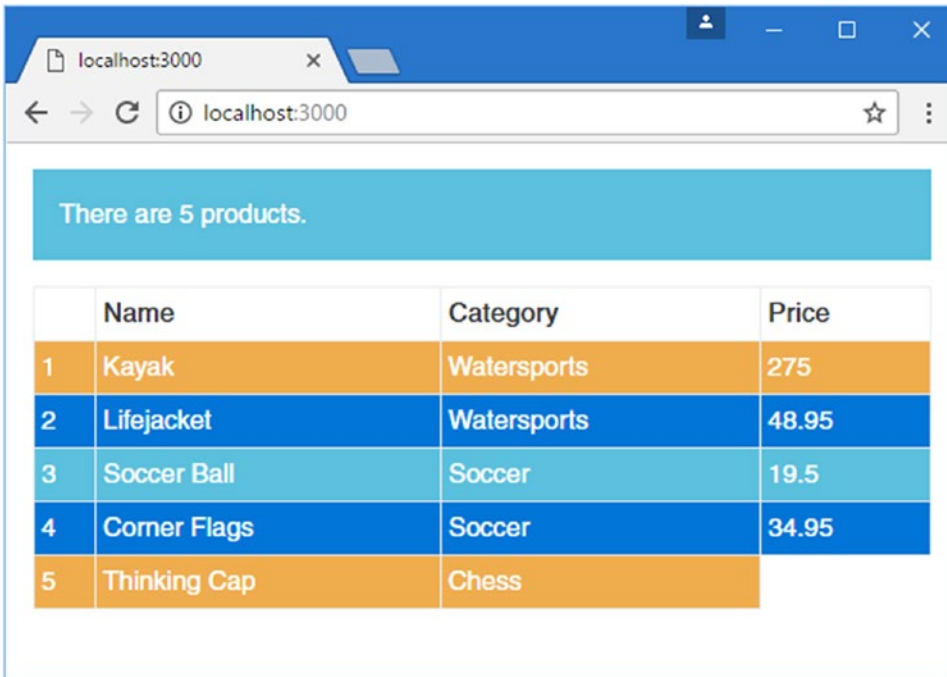 localhost:3000
localhost:3000
There are 5 products.
Name Category Price
1 Kayak Watersports 275
2 Lifejacket Watersports 48.95
3 Soccer Ball Soccer 19.5
4 Corner Flags Soccer 34.95
5 Thinking Cap Chess